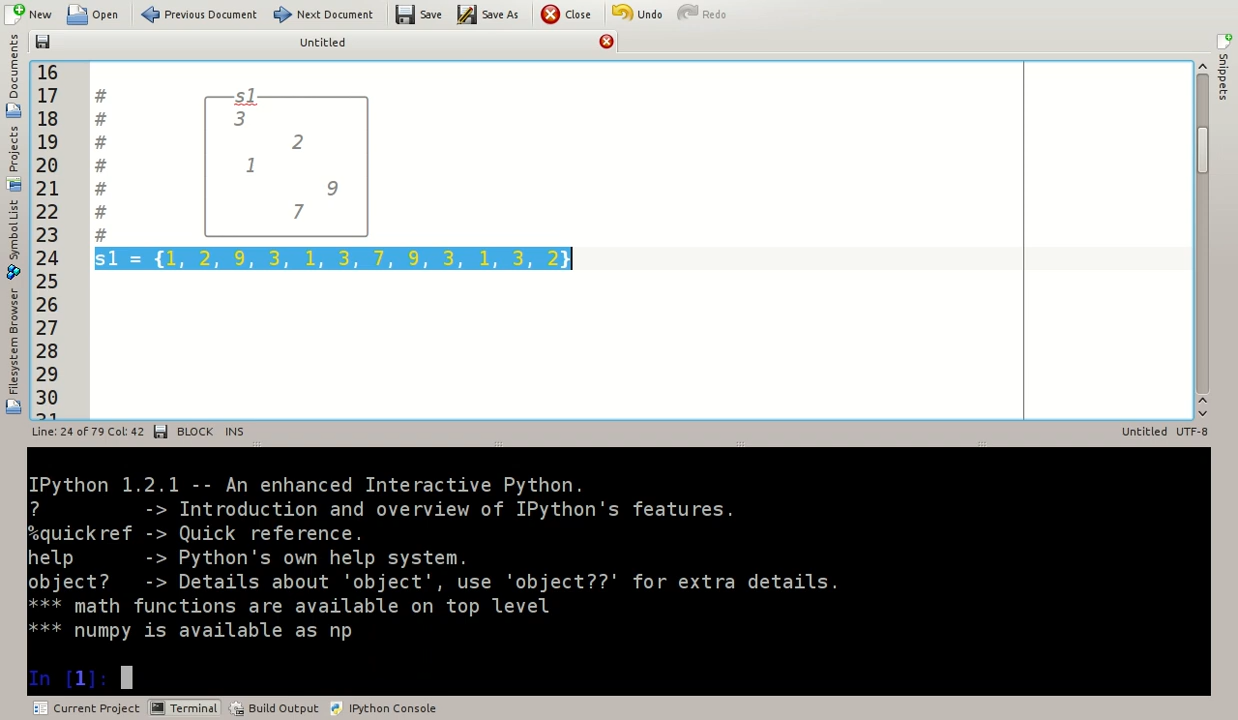 New Open Previous Document Next Document Save Save As Close Undo Redo
Untitled
Documents
Projects
Symbol List
Filesystem Browser
Snippets
16
17 # s1
18 # 3
19 # 2
20 # 1
21 # 9
22 # 7
23 #
24 s1 = {1, 2, 9, 3, 1, 3, 7, 9, 3, 1, 3, 2}
25
26
27
28
29
30
31
Line: 24 of 79 Col: 42 BLOCK INS Untitled UTF-8
IPython 1.2.1 -- An enhanced Interactive Python.
? -> Introduction and overview of IPython's features.
%quickref -> Quick reference.
help -> Python's own help system.
object? -> Details about 'object', use 'object??' for extra details.
*** math functions are available on top level
*** numpy is available as np
In [1]:
Current Project Terminal Build Output IPython Console